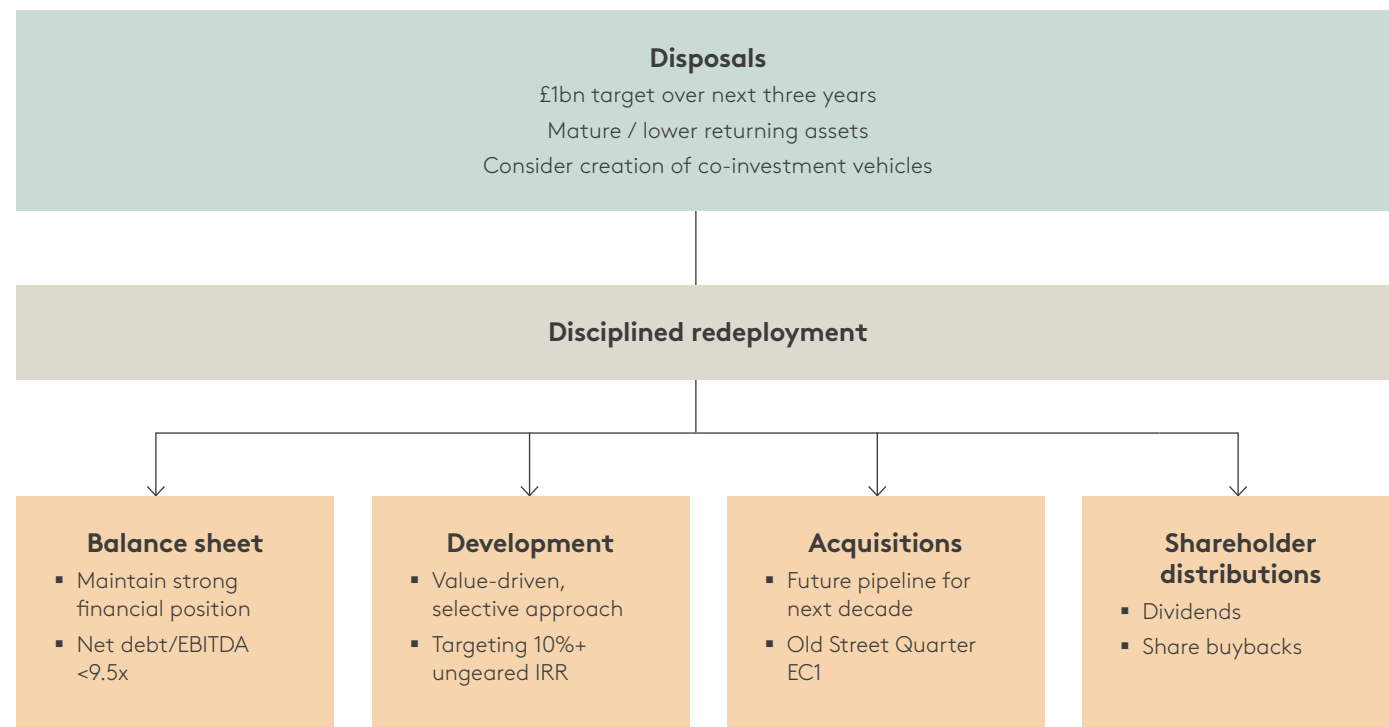 Disposals
£1bn target over next three years
Mature / lower returning assets
Consider creation of co-investment vehicles
Disciplined redeployment
Balance sheet
▪ Maintain strong
financial position
▪ Net debt/EBITDA
<9.5x
Development
▪ Value-driven,
selective approach
▪ Targeting 10%+
ungeared IRR
Acquisitions
▪ Future pipeline for
next decade
▪ Old Street Quarter
EC1
Shareholder
distributions
▪ Dividends
▪ Share buybacks